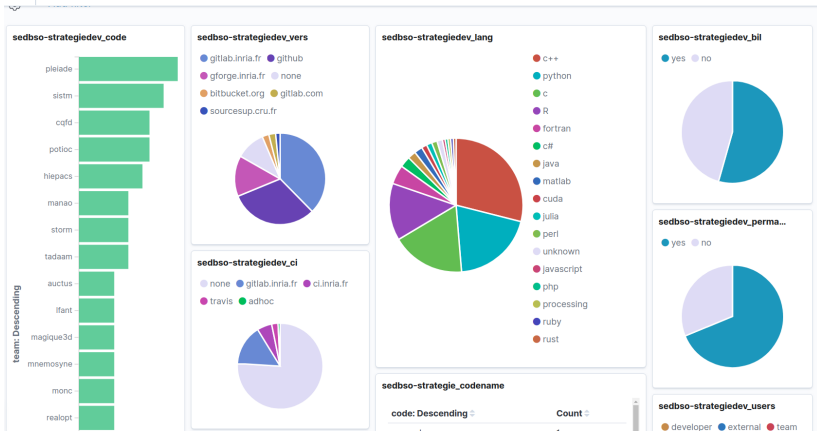 sedbso-strategiedev_code
pleiade
sistm
cqfd
potioc
hiepacs
manao
storm
tadaam
auctus
lfant
magique3d
mnemosyne
monc
realopt
team: Descending
sedbso-strategiedev_vers
gitlab.inria.fr github
gforge.inria.fr none
bitbucket.org gitlab.com
sourcesup.cru.fr
sedbso-strategiedev_ci
none gitlab.inria.fr ci.inria.fr
travis adhoc
sedbso-strategiedev_lang
c++
python
c
R
fortran
c#
java
matlab
cuda
julia
perl
unknown
javascript
php
processing
ruby
rust
sedbso-strategie_codename
code: Descending Count
sedbso-strategiedev_bil
yes no
sedbso-strategiedev_perma...
yes no
sedbso-strategiedev_users
developer external team